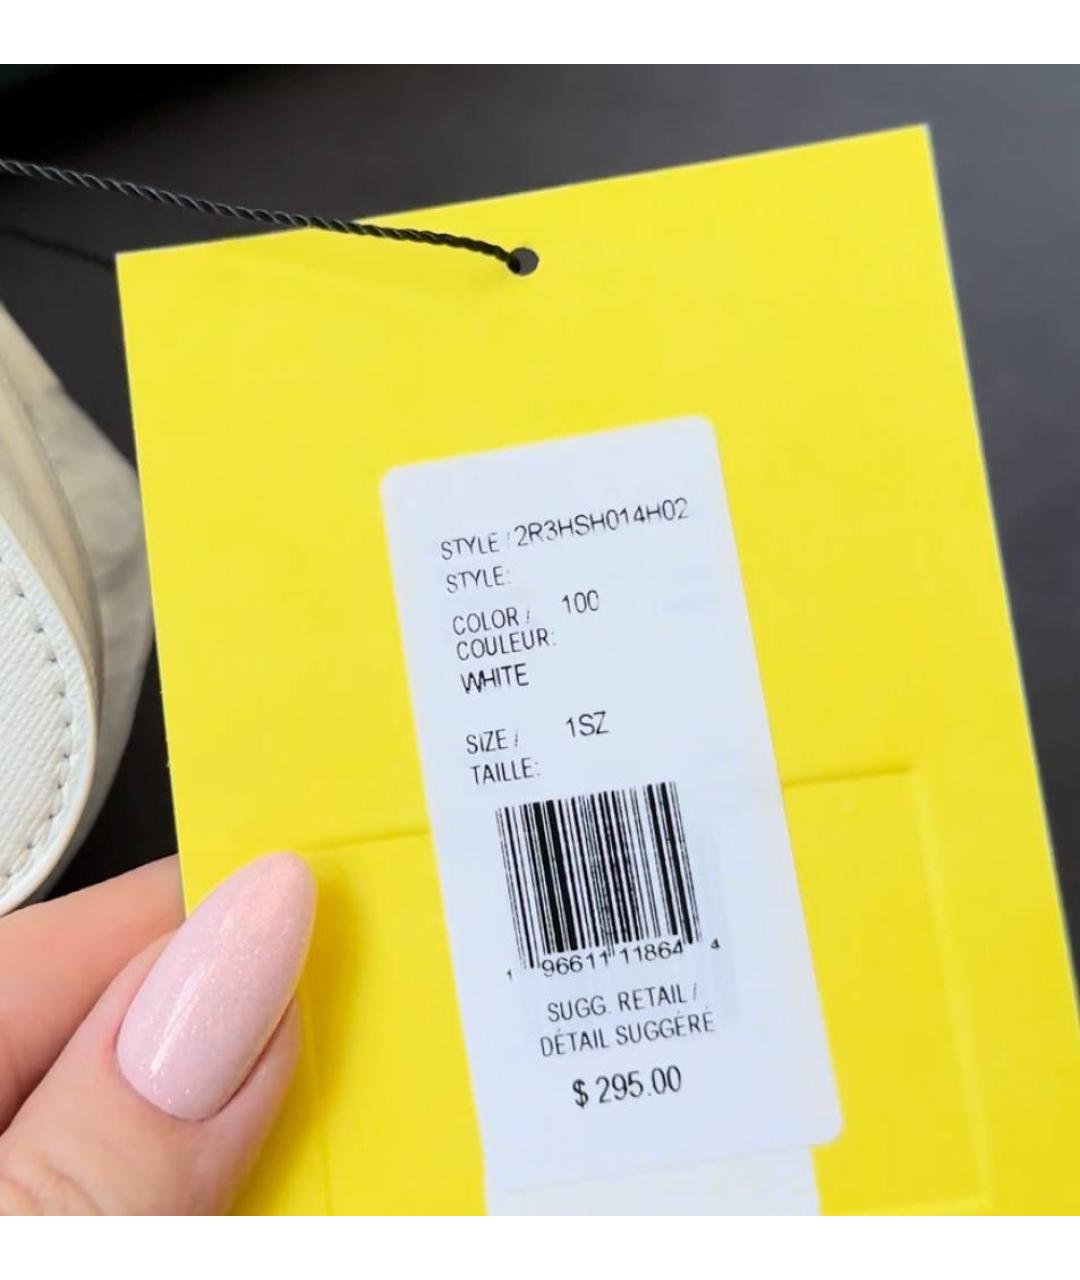 STYLE / 2R3HSH014H02
STYLE:
COLOR / 100
COULEUR:
WHITE
SIZE / 1SZ
TAILLE:
1 96611 11864 4
SUGG. RETAIL /
DÉTAIL SUGGÉRÉ
$ 295.00